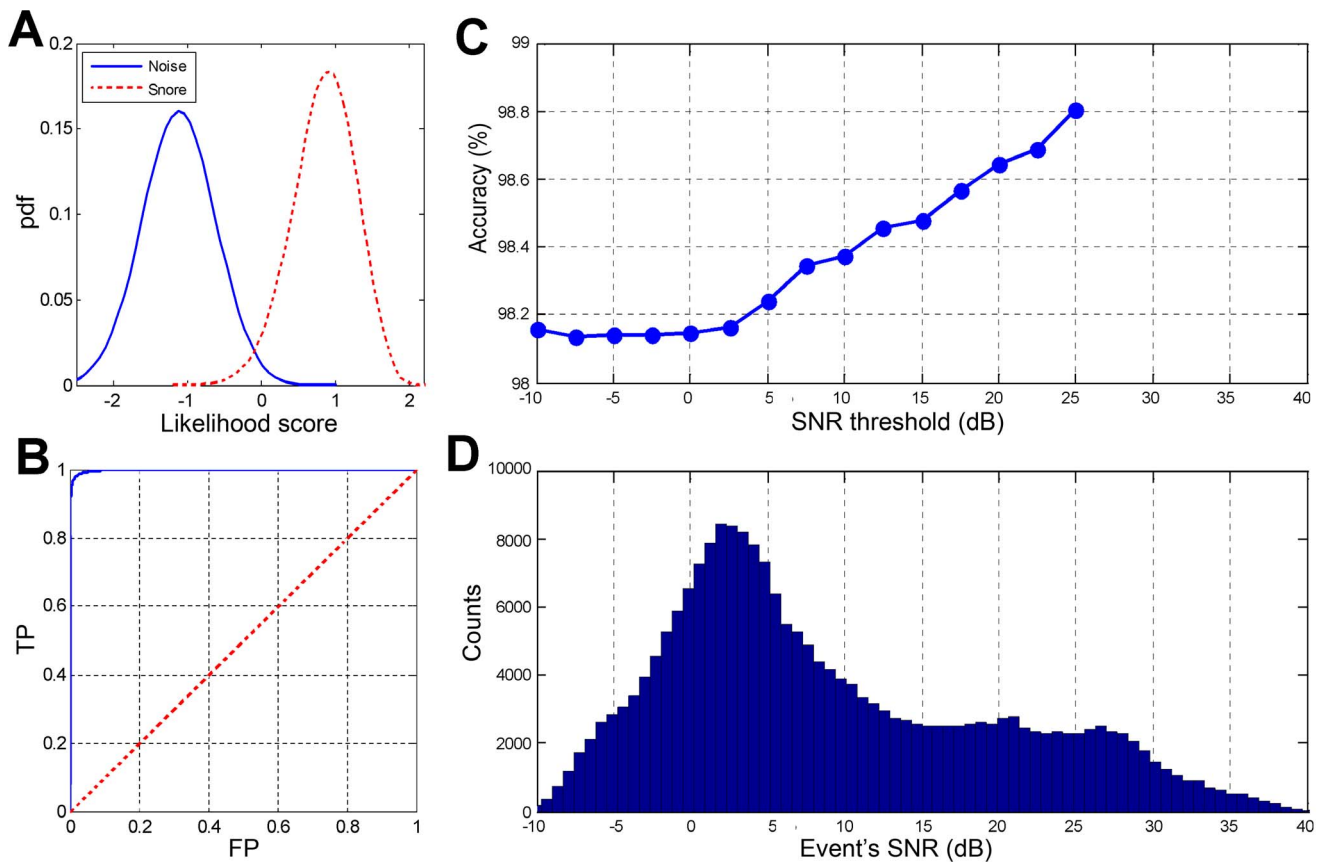 A
0.2
0.15
0.1
0.05
0
Noise
Snore
pdf
-2 -1 0 1 2
Likelihood score
B
1
0.8
0.6
0.4
0.2
0
TP
0 0.2 0.4 0.6 0.8 1
FP
C
99
98.8
98.6
98.4
98.2
98
Accuracy (%)
-10 -5 0 5 10 15 20 25 30 35 40
SNR threshold (dB)
D
10000
8000
6000
4000
2000
0
Counts
-10 -5 0 5 10 15 20 25 30 35 40
Event's SNR (dB)